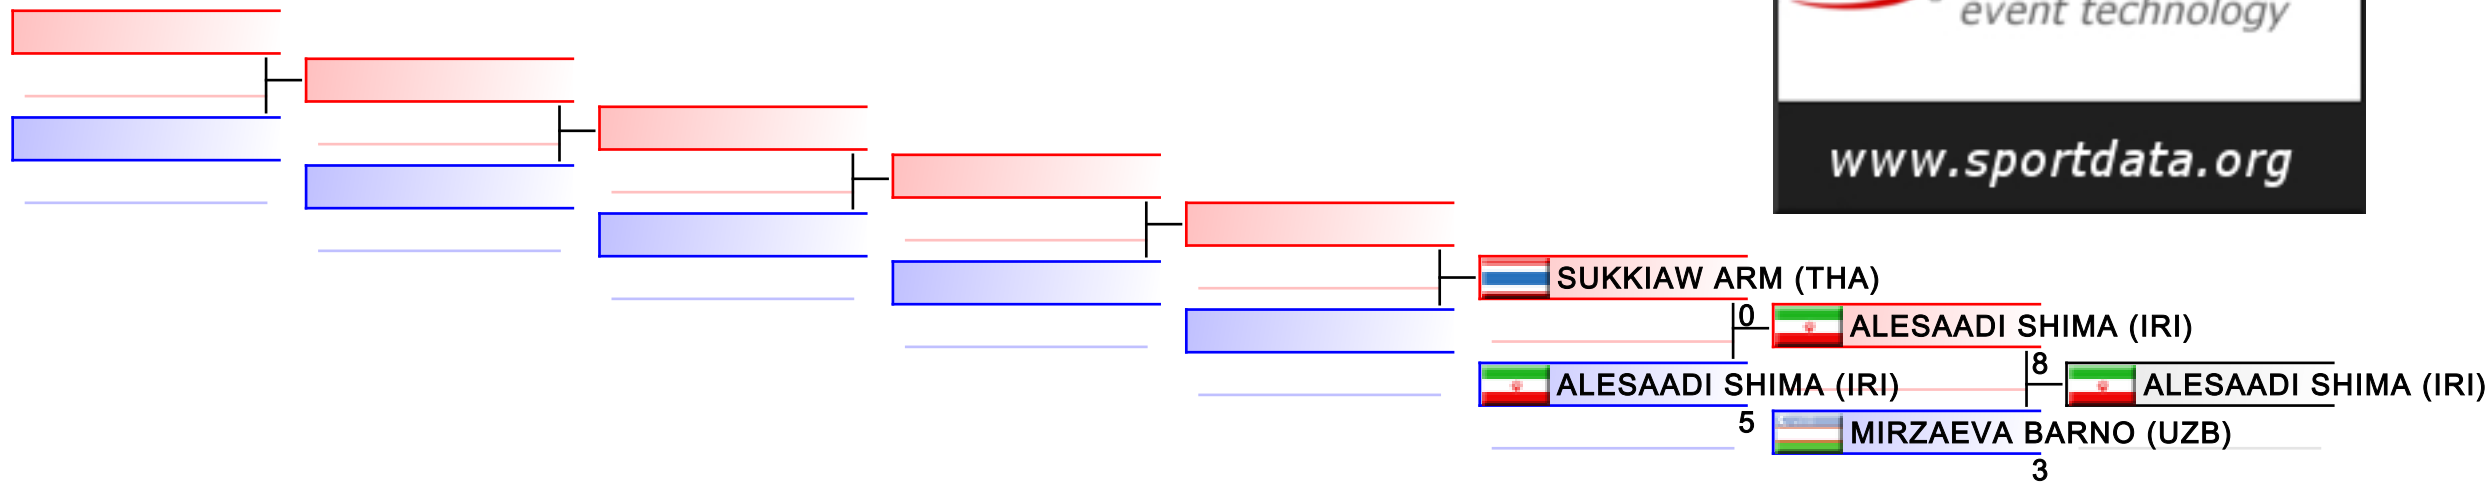 event technology
www.sportdata.org
SUKKIAW ARM (THA)
0
ALESAADI SHIMA (IRI)
8
ALESAADI SHIMA (IRI)
ALESAADI SHIMA (IRI)
5
MIRZAEVA BARNO (UZB)
3